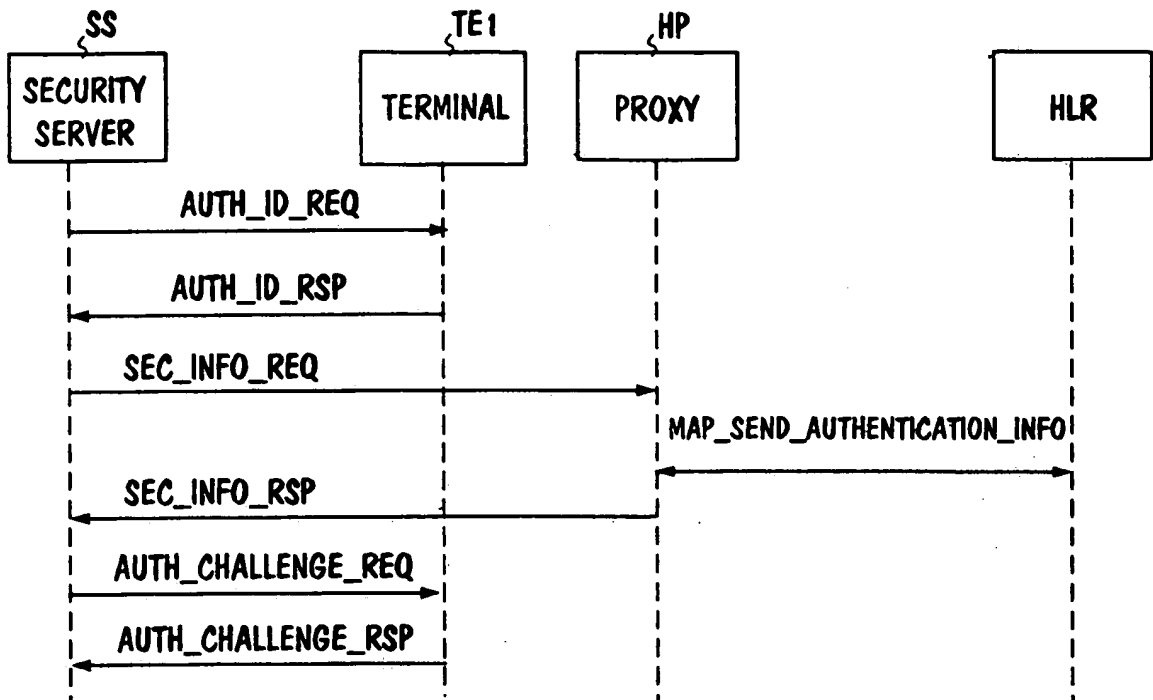 SS
TE1
HP
SECURITY
SERVER
TERMINAL
PROXY
HLR
AUTH_ID_REQ
AUTH_ID_RSP
SEC_INFO_REQ
MAP_SEND_AUTHENTICATION_INFO
SEC_INFO_RSP
AUTH_CHALLENGE_REQ
AUTH_CHALLENGE_RSP